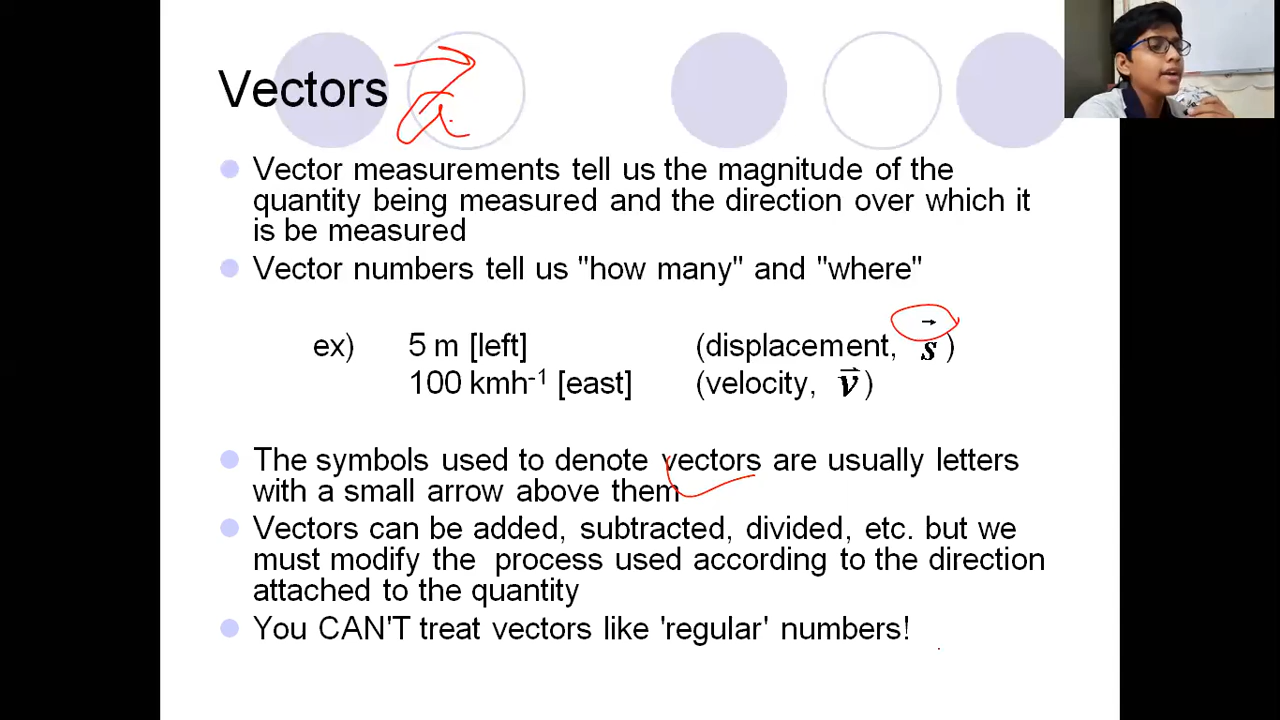 Vectors a⃗
Vector measurements tell us the magnitude of the
quantity being measured and the direction over which it
is be measured
Vector numbers tell us "how many" and "where"
ex) 5 m [left] (displacement, s⃗ )
100 kmh⁻¹ [east] (velocity, v⃗ )
The symbols used to denote vectors are usually letters
with a small arrow above them
Vectors can be added, subtracted, divided, etc. but we
must modify the process used according to the direction
attached to the quantity
You CAN'T treat vectors like 'regular' numbers!